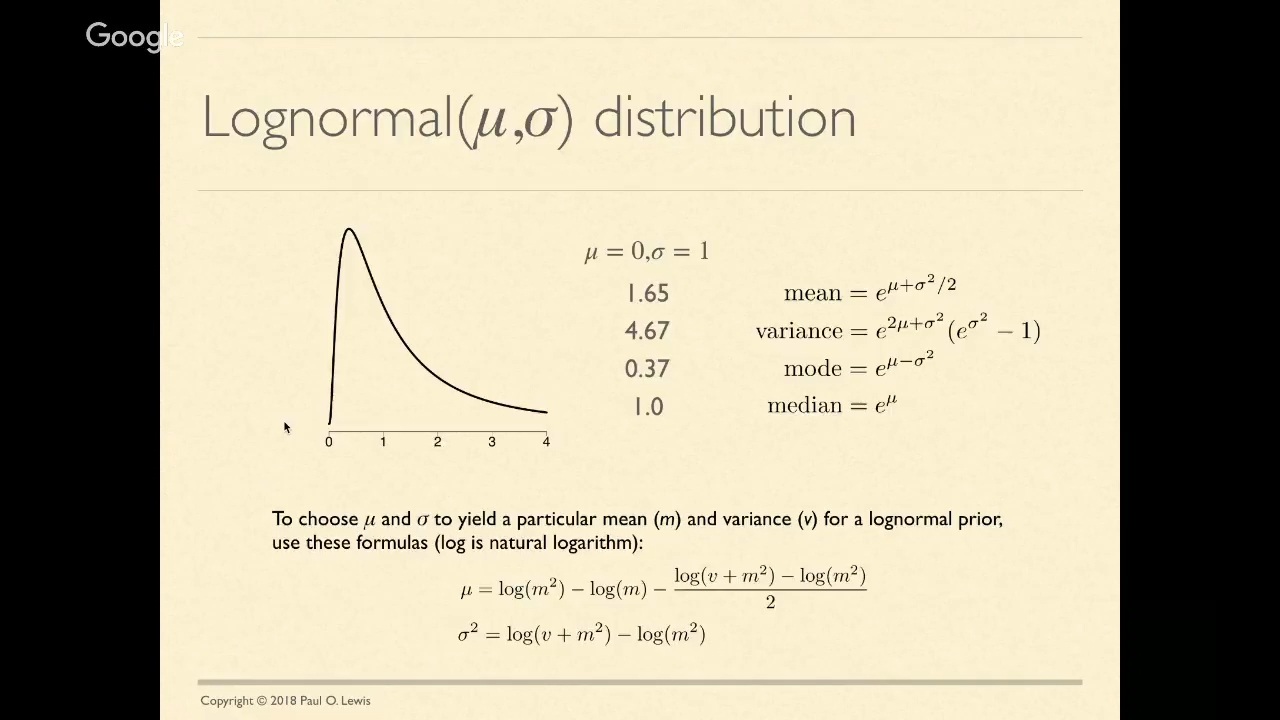 Google
Lognormal(μ,σ) distribution
μ = 0,σ = 1
1.65 mean = e^{μ+σ²/2}
4.67 variance = e^{2μ+σ²}(e^{σ²} − 1)
0.37 mode = e^{μ−σ²}
1.0 median = e^μ
0 1 2 3 4
To choose μ and σ to yield a particular mean (m) and variance (v) for a lognormal prior,
use these formulas (log is natural logarithm):
μ = log(m²) − log(m) − \frac{log(v + m²) − log(m²)}{2}
σ² = log(v + m²) − log(m²)
Copyright © 2018 Paul O. Lewis